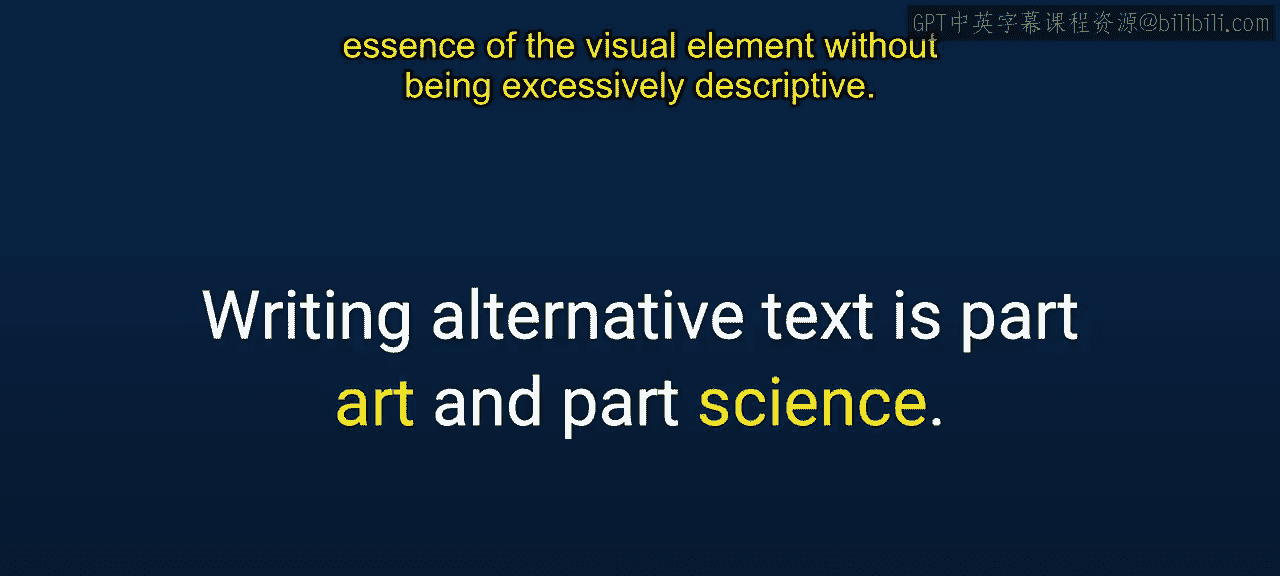 GPT中英字幕课程资源@bilibili.com
essence of the visual element without
being excessively descriptive.
Writing alternative text is part
art and part science.